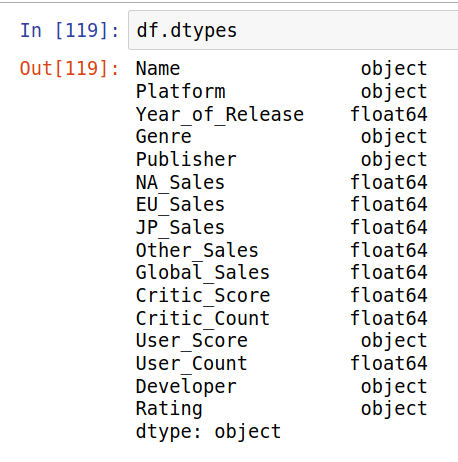 In [119]: df.dtypes
Out[119]: Name object
Platform object
Year_of_Release float64
Genre object
Publisher object
NA_Sales float64
EU_Sales float64
JP_Sales float64
Other_Sales float64
Global_Sales float64
Critic_Score float64
Critic_Count float64
User_Score object
User_Count float64
Developer object
Rating object
dtype: object